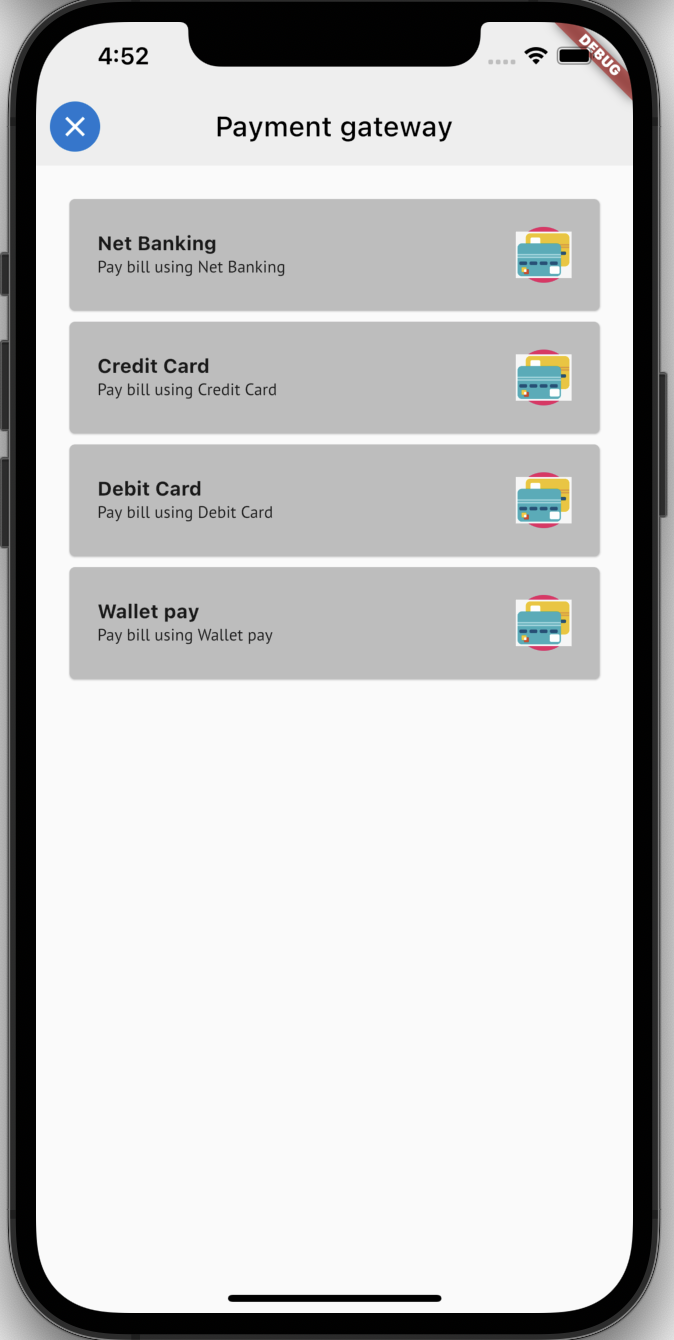 4:52
DEBUG
Payment gateway
Net Banking
Pay bill using Net Banking
Credit Card
Pay bill using Credit Card
Debit Card
Pay bill using Debit Card
Wallet pay
Pay bill using Wallet pay